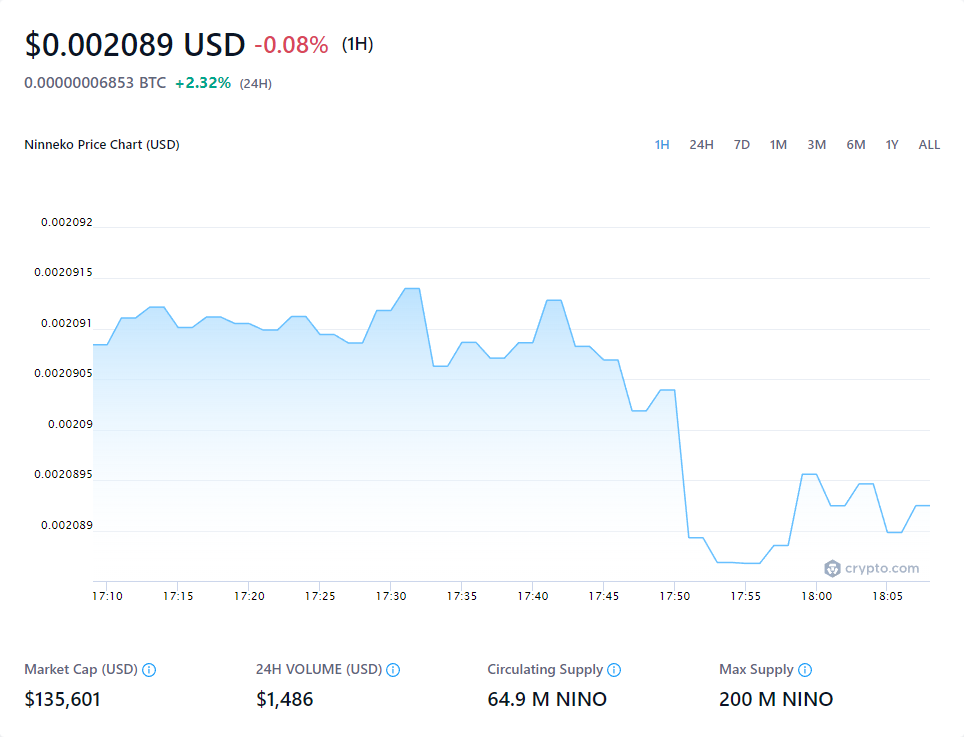 $0.002089 USD -0.08% (1H)
0.00000006853 BTC +2.32% (24H)
Ninneko Price Chart (USD) 1H 24H 7D 1M 3M 6M 1Y ALL
0.002092
0.0020915
0.002091
0.0020905
0.00209
0.0020895
0.002089
crypto.com
17:10 17:15 17:20 17:25 17:30 17:35 17:40 17:45 17:50 17:55 18:00 18:05
Market Cap (USD) 24H VOLUME (USD) Circulating Supply Max Supply
$135,601 $1,486 64.9 M NINO 200 M NINO